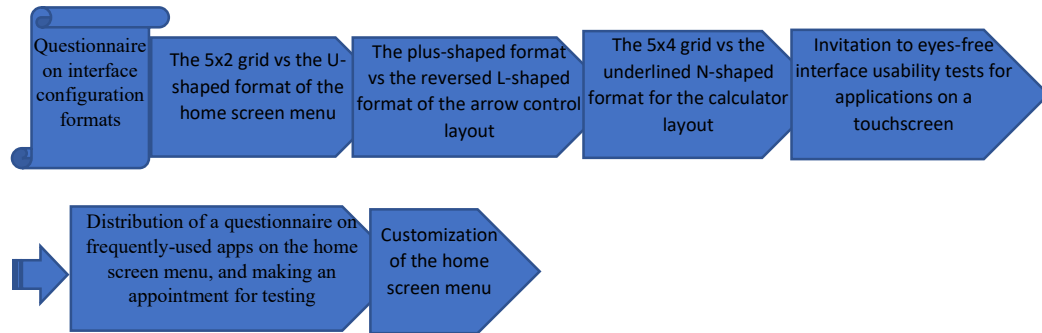 Questionnaire
on interface
configuration
formats
The 5x2 grid vs the U-
shaped format of the
home screen menu
The plus-shaped format
vs the reversed L-shaped
format of the arrow control
layout
The 5x4 grid vs the
underlined N-shaped
format for the calculator
layout
Invitation to eyes-free
interface usability tests for
applications on a
touchscreen
Distribution of a questionnaire on
frequently-used apps on the home
screen menu, and making an
appointment for testing
Customization
of the home
screen menu